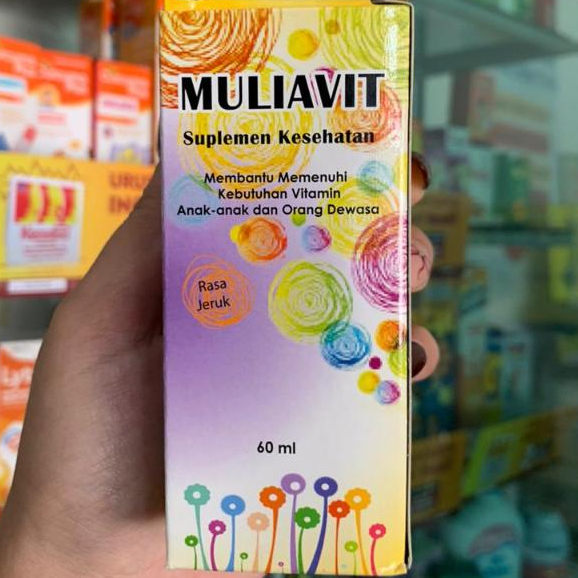 MULIAVIT
Suplemen Kesehatan
Membantu Memenuhi
Kebutuhan Vitamin
Anak-anak dan Orang Dewasa
Rasa
Jeruk
60 ml